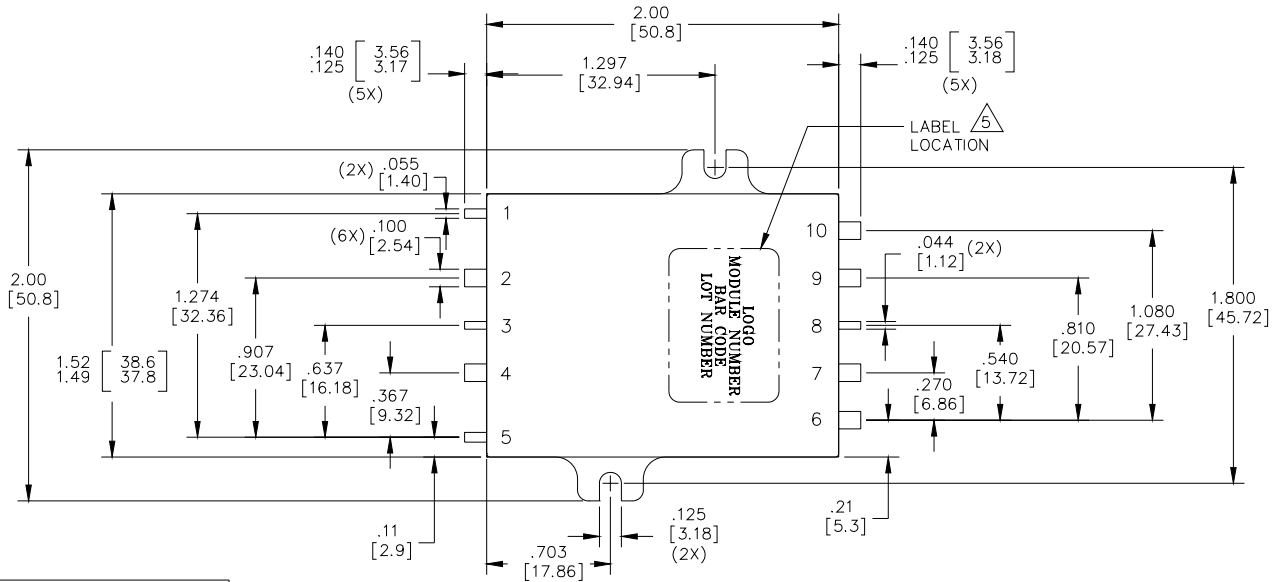 2.00
[50.8]
.140 [ 3.56
.125 3.17 ]
(5X)
1.297
[32.94]
.140 [ 3.56
.125 3.18 ]
(5X)
LABEL 5
LOCATION
(2X) .055
[1.40]
(6X) .100
[2.54]
2.00
[50.8]
1.274
[32.36]
1.52 [ 38.6
1.49 37.8 ]
.907
[23.04]
.637
[16.18]
.367
[9.32]
1
2
3
4
5
LOGO
MODULE NUMBER
BAR CODE
LOT NUMBER
10
9
8
7
6
.044 (2X)
[1.12]
.270
[6.86]
.540
[13.72]
.810
[20.57]
1.080
[27.43]
1.800
[45.72]
.11
[2.9]
.703
[17.86]
.125
[3.18]
(2X)
.21
[5.3]